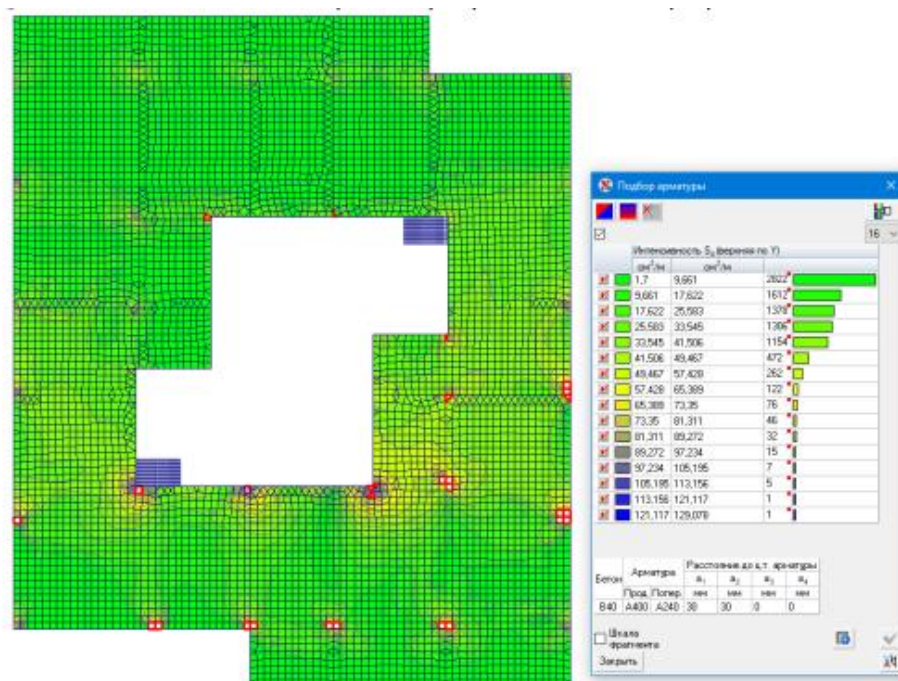 Подбор арматуры
16
Интенсивность S₄ (верхняя по Y)
см²/м см²/м
1,7 9,661 2822
9,661 17,622 1612
17,622 25,583 1378
25,583 33,545 1306
33,545 41,506 1154
41,506 49,467 472
49,467 57,428 262
57,428 65,389 122
65,389 73,35 76
73,35 81,311 46
81,311 89,272 32
89,272 97,234 15
97,234 105,195 7
105,195 113,156 5
113,156 121,117 1
121,117 129,078 1
Бетон Арматура Расстояние до ц.т. арматуры
a₁ a₂ a₃ a₄
Прод. Попер. мм мм мм мм
B40 A400 A240 30 30 0 0
Шкала
фрагмента
Закрыть